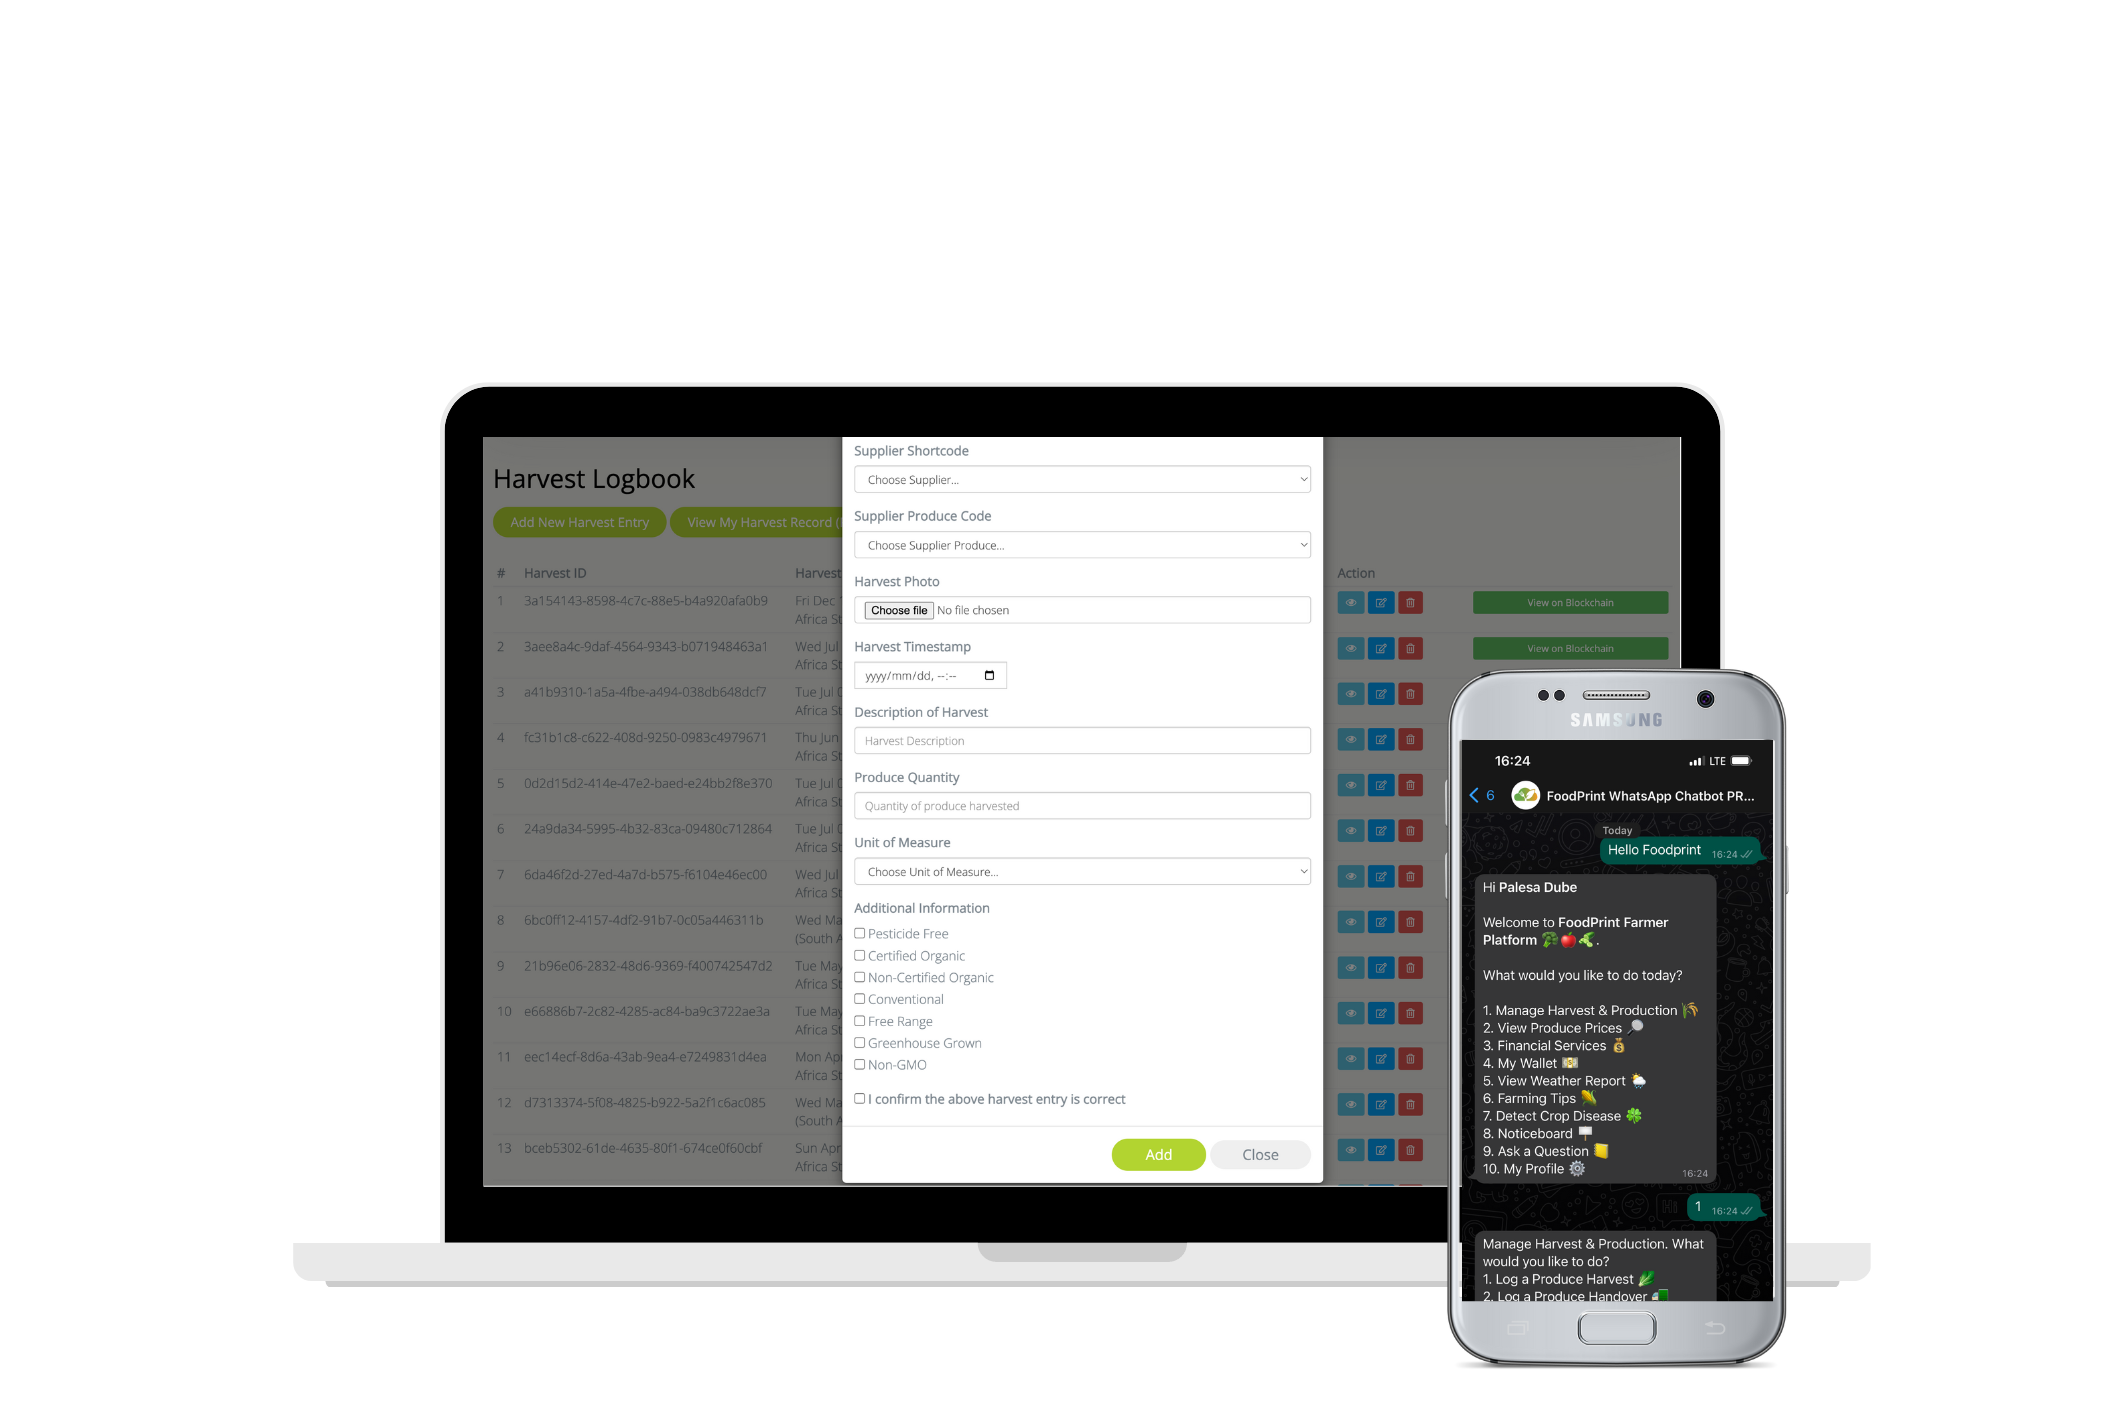 Harvest Logbook
Add New Harvest Entry
View My Harvest Record (
# Harvest ID Harvest Action
1 3a154143-8598-4c7c-88e5-b4a920afa0b9 Fri Dec View on Blockchain
Africa St
2 3aee8a4c-9daf-4564-9343-b071948463a1 Wed Jul View on Blockchain
Africa St
3 a41b9310-1a5a-4fbe-a494-038db648dcf7 Tue Jul 0
Africa St
4 fc31b1c8-c622-408d-9250-0983c4979671 Thu Jun
Africa St
5 0d2d15d2-414e-47e2-baed-e24bb2f8e370 Tue Jul 0
Africa St
6 24a9da34-5995-4b32-83ca-09480c712864 Tue Jul 0
Africa St
7 6da46f2d-27ed-4a7d-b575-f6104e46ec00 Wed Jul
Africa St
8 6bc0ff12-4157-4df2-91b7-0c05a446311b Wed Ma
(South A
9 21b96e06-2832-48d6-9369-f400742547d2 Tue May
Africa St
10 e66886b7-2c82-4285-ac84-ba9c3722ae3a Tue May
Africa St
11 eec14ecf-8d6a-43ab-9ea4-e7249831d4ea Mon Apr
Africa St
12 d7313374-5f08-4825-b922-5a2f1c6ac085 Wed Ma
(South A
13 bceb5302-61de-4635-80f1-674ce0f60cbf Sun Apr
Africa St
Supplier Shortcode
Choose Supplier...
Supplier Produce Code
Choose Supplier Produce...
Harvest Photo
Choose file No file chosen
Harvest Timestamp
yyyy/mm/dd, --:--
Description of Harvest
Harvest Description
Produce Quantity
Quantity of produce harvested
Unit of Measure
Choose Unit of Measure...
Additional Information
Pesticide Free
Certified Organic
Non-Certified Organic
Conventional
Free Range
Greenhouse Grown
Non-GMO
I confirm the above harvest entry is correct
Add Close
SAMSUNG
16:24 LTE
6 FoodPrint WhatsApp Chatbot PR...
Today
Hello Foodprint 16:24
Hi Palesa Dube
Welcome to FoodPrint Farmer
Platform 🥦🍎🫛.
What would you like to do today?
1. Manage Harvest & Production 🌾
2. View Produce Prices 🔎
3. Financial Services 💰
4. My Wallet 💵
5. View Weather Report 🌦
6. Farming Tips 🌽
7. Detect Crop Disease 🍀
8. Noticeboard 🪧
9. Ask a Question 📒
10. My Profile ⚙️
16:24
1 16:24
Manage Harvest & Production. What
would you like to do?
1. Log a Produce Harvest 🥬
2. Log a Produce Handover